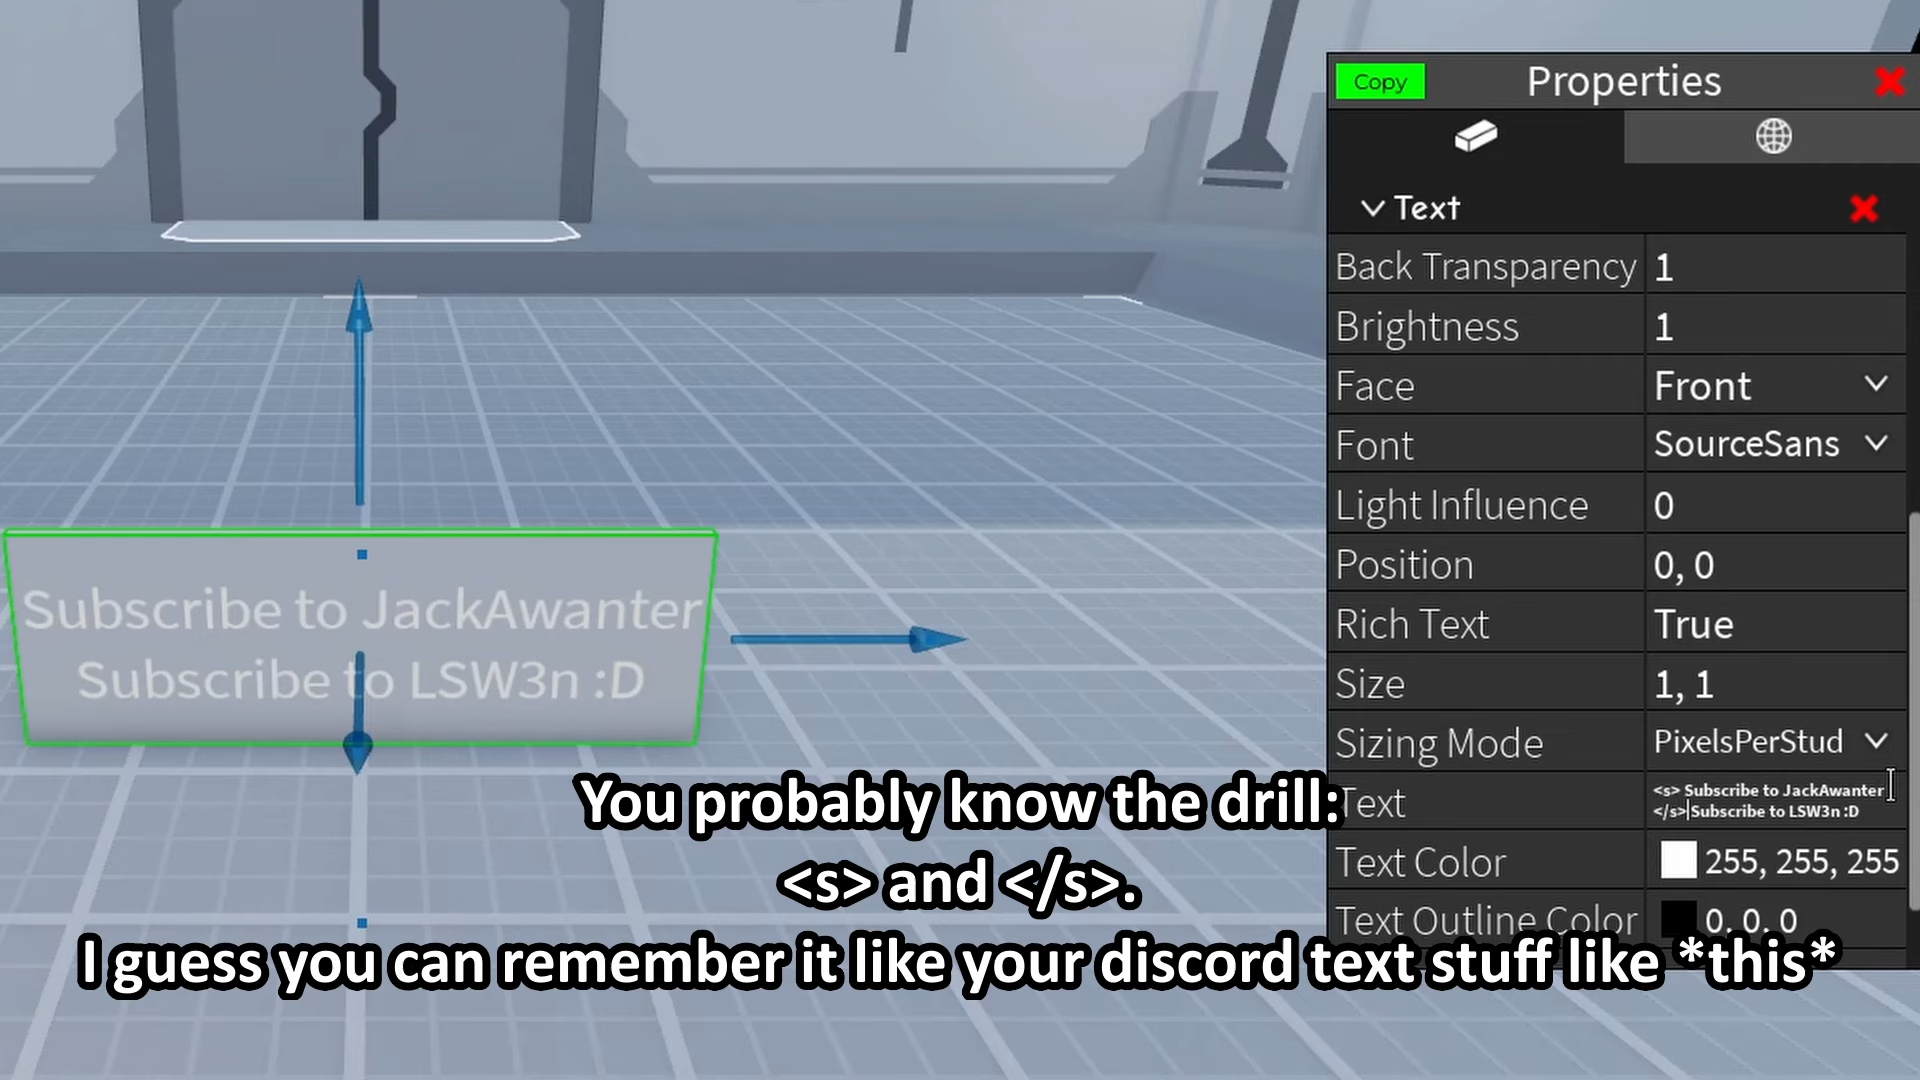 Copy
Properties
Text
Back Transparency 1
Brightness 1
Face Front
Font SourceSans
Light Influence 0
Position 0, 0
Rich Text True
Size 1, 1
Sizing Mode PixelsPerStud
Text <s> Subscribe to JackAwanter
</s>Subscribe to LSW3n :D
Text Color 255, 255, 255
Text Outline Color 0, 0, 0
Subscribe to JackAwanter
Subscribe to LSW3n :D
You probably know the drill:
<s> and </s>.
I guess you can remember it like your discord text stuff like *this*